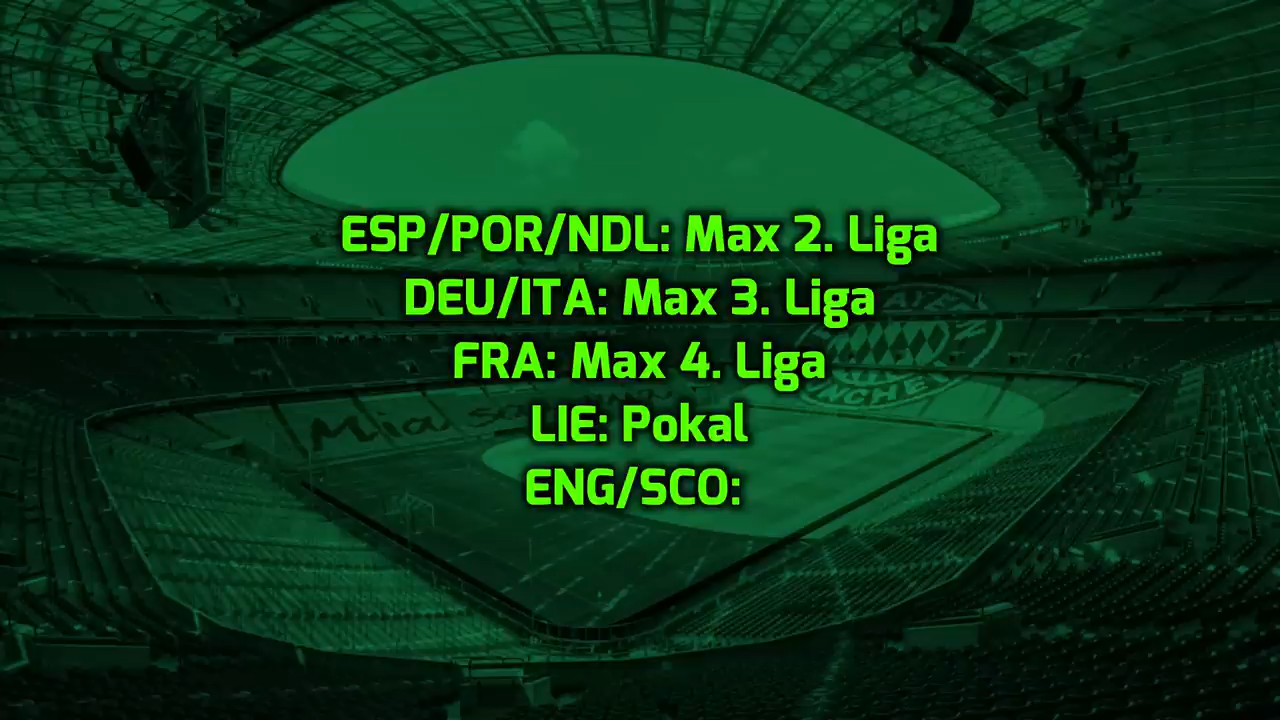 ESP/POR/NDL: Max 2. Liga
DEU/ITA: Max 3. Liga
FRA: Max 4. Liga
LIE: Pokal
ENG/SCO:
Mia